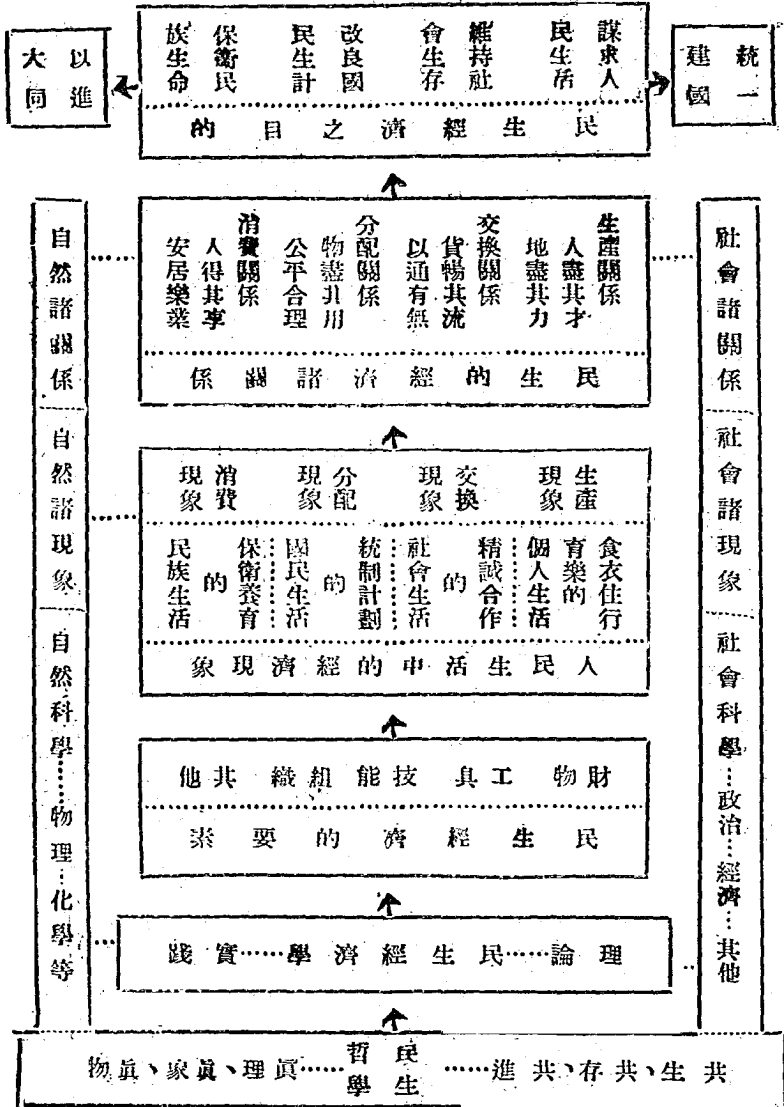 統一
建國
謀求人
民生活
維持社
會生存
改良國
民生計
保衛民
族生命
民生經濟之目的
以進
大同
社會諸關係
社會諸現象
社會科學…政治…經濟…其他
生產關係
人盡其才
地盡其力
交換關係
貨暢其流
以通有無
分配關係
物盡其用
公平合理
消費關係
人得其享
安居樂業
民生的經濟諸關係
生產
現象
交換
現象
分配
現象
消費
現象
食衣住行
育樂的
個人生活
精誠合作
的
社會生活
統制計劃
的
國民生活
保衛養育
的
民族生活
人民生活中的經濟現象
財物 工具 技能 組織 其他
民生經濟的要素
理論……民生經濟學……實踐
自然諸關係
自然諸現象
自然科學……物理…化學等
共生、共存、共進……民生哲學……眞理、眞象、眞物